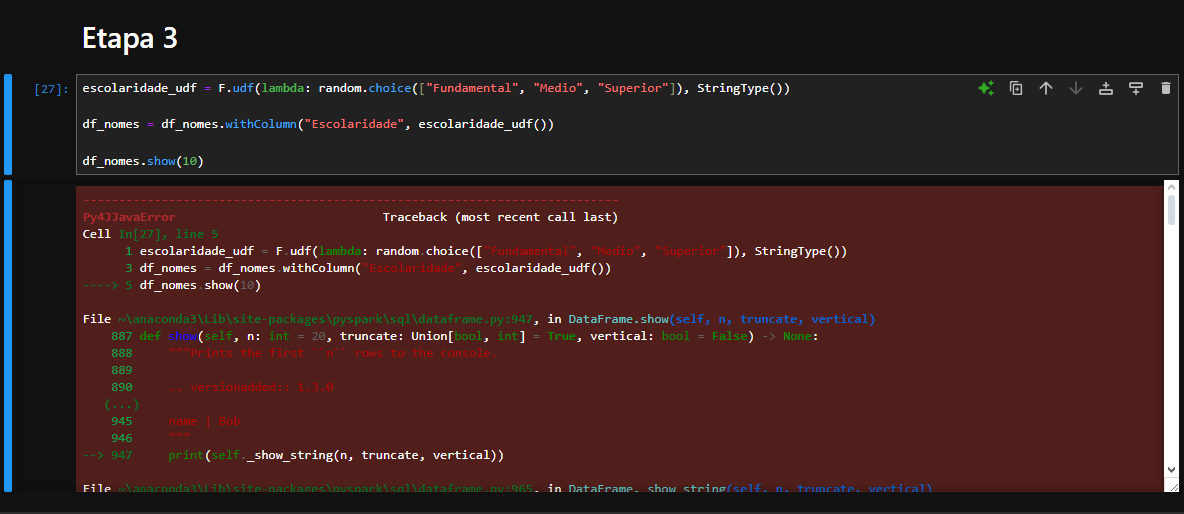 Etapa 3
[27]: escolaridade_udf = F.udf(lambda: random.choice(["Fundamental", "Medio", "Superior"]), StringType())
df_nomes = df_nomes.withColumn("Escolaridade", escolaridade_udf())
df_nomes.show(10)
---------------------------------------------------------------------------
Py4JJavaError                             Traceback (most recent call last)
Cell In[27], line 5
      1 escolaridade_udf = F.udf(lambda: random.choice(["Fundamental", "Medio", "Superior"]), StringType())
      3 df_nomes = df_nomes.withColumn("Escolaridade", escolaridade_udf())
----> 5 df_nomes.show(10)
File ~\anaconda3\Lib\site-packages\pyspark\sql\dataframe.py:947, in DataFrame.show(self, n, truncate, vertical)
    887 def show(self, n: int = 20, truncate: Union[bool, int] = True, vertical: bool = False) -> None:
    888     """Prints the first ``n`` rows to the console.
    889
    890     .. versionadded:: 1.3.0
   (...)
    945     name | Bob
    946     """
--> 947     print(self._show_string(n, truncate, vertical))
File ~\anaconda3\Lib\site-packages\pyspark\sql\dataframe.py:965, in DataFrame._show_string(self, n, truncate, vertical)